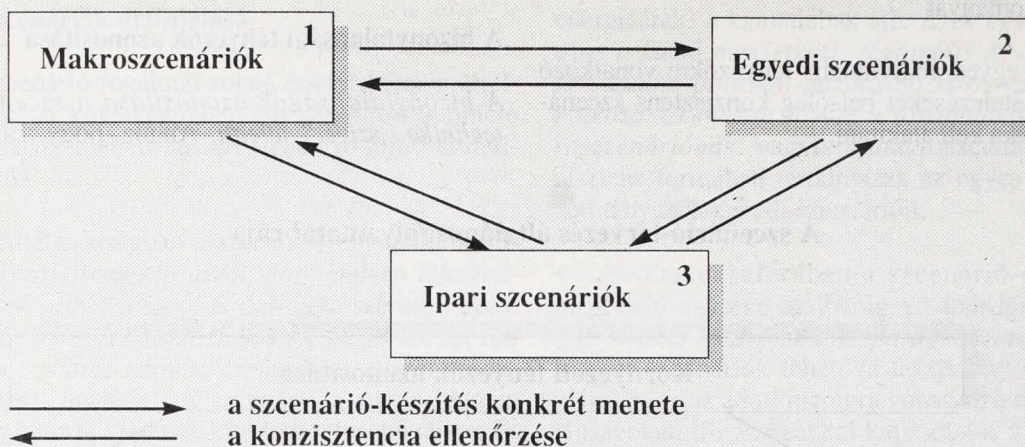 1
Makroszcenáriók
2
Egyedi szcenáriók
3
Ipari szcenáriók
a szcenárió-készítés konkrét menete
a konzisztencia ellenőrzése